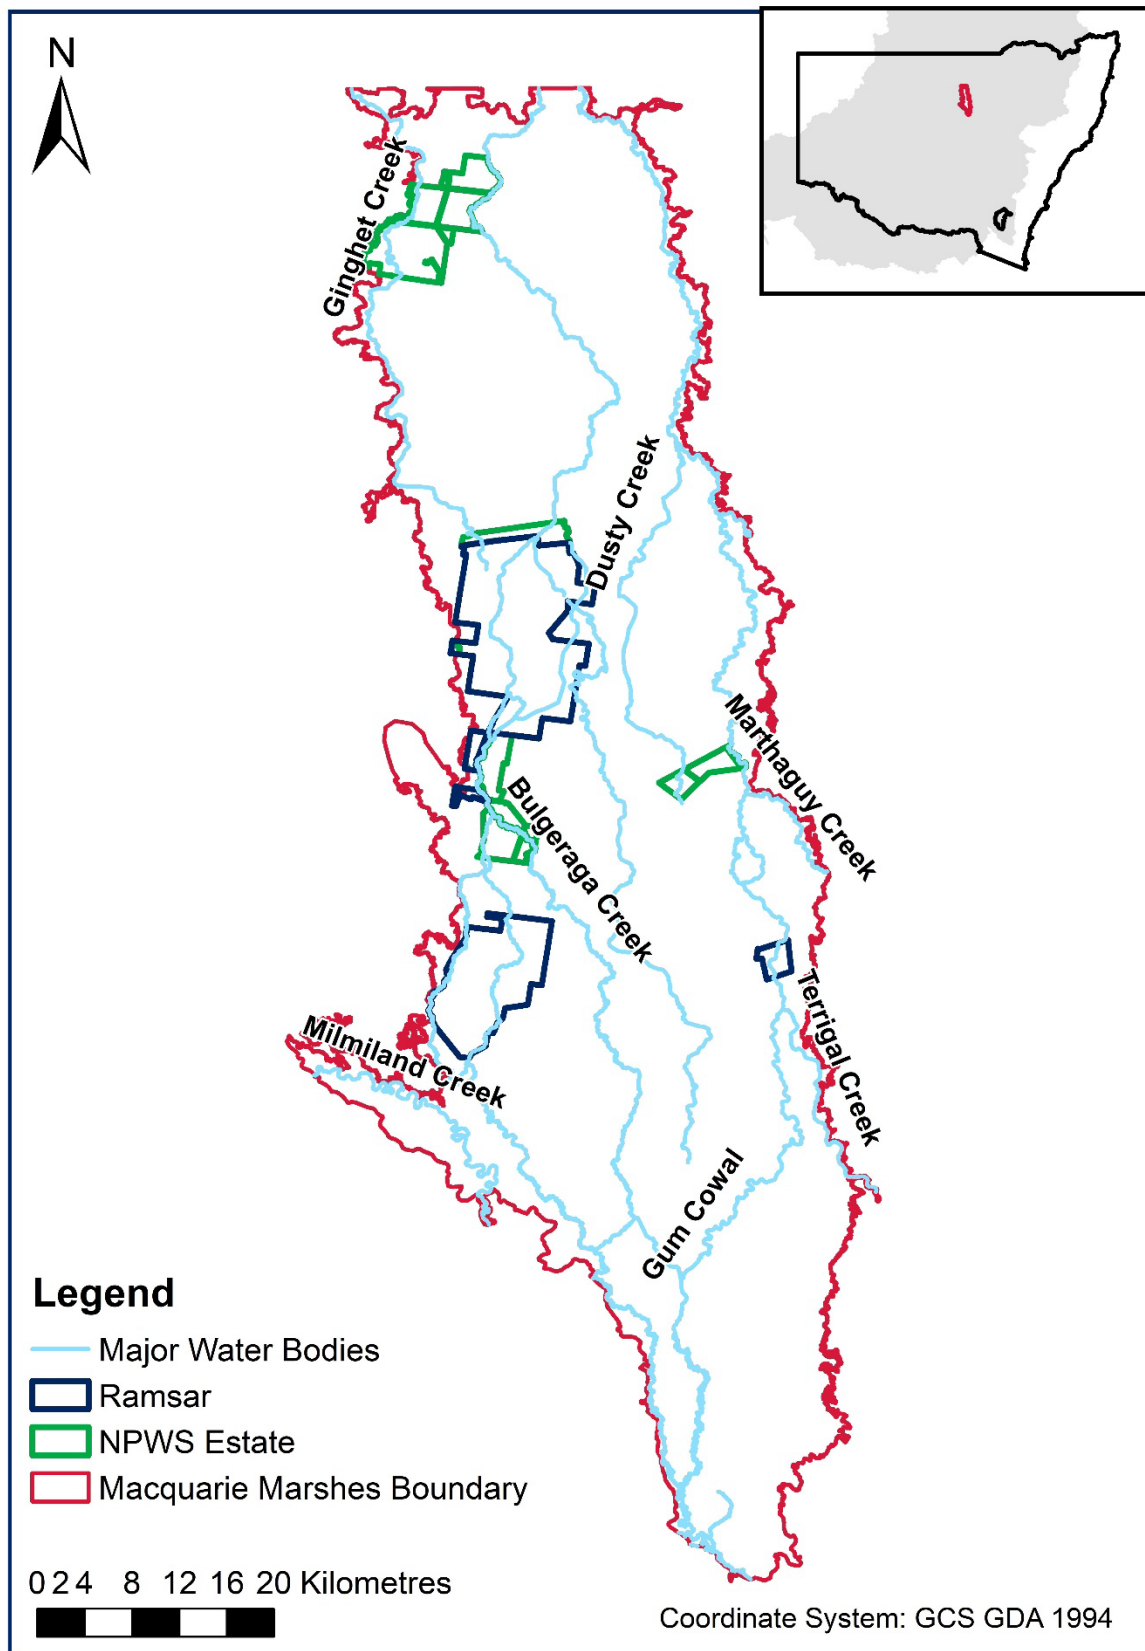 N
Ginghet Creek
Dusty Creek
Marthaguy Creek
Bulgeraga Creek
Terrigal Creek
Milmiland Creek
Gum Cowal
Legend
Major Water Bodies
Ramsar
NPWS Estate
Macquarie Marshes Boundary
0 2 4 8 12 16 20 Kilometres
Coordinate System: GCS GDA 1994